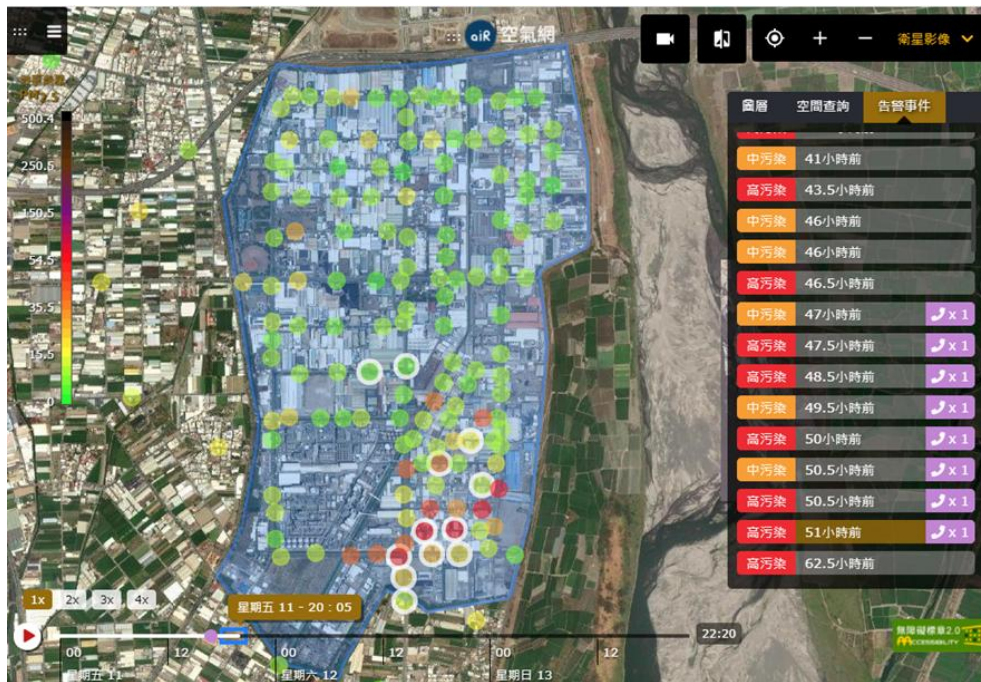 aiR 空氣網
衛星影像
圖層 空間查詢 告警事件
中污染 41小時前
高污染 43.5小時前
中污染 46小時前
中污染 46小時前
高污染 46.5小時前
中污染 47小時前 x 1
高污染 47.5小時前 x 1
高污染 48.5小時前 x 1
中污染 49.5小時前 x 1
高污染 50小時前 x 1
中污染 50.5小時前 x 1
高污染 50.5小時前 x 1
高污染 51小時前 x 1
高污染 62.5小時前
500.4
250.5
150.5
54.5
35.5
15.5
0
1x 2x 3x 4x
星期五 11 - 20 : 05
22:20
00 12 00 12 00 12
星期五 11 星期六 12 星期日 13
無障礙標章2.0
ACCESSIBILITY